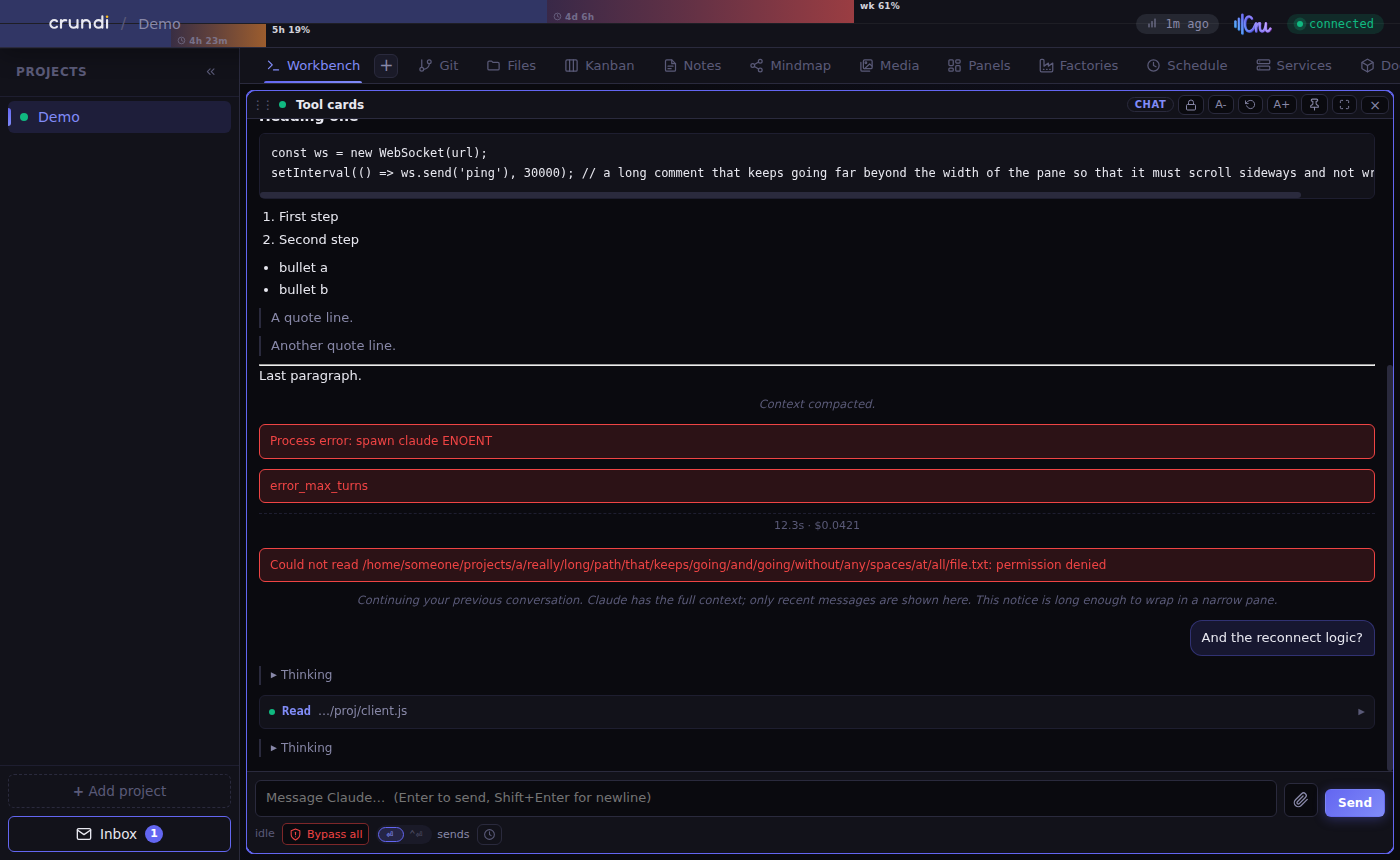 crundi / Demo
4d 6h
wk 61%
4h 23m
5h 19%
1m ago
Cru
connected
PROJECTS
«
Demo
Workbench
+
Git
Files
Kanban
Notes
Mindmap
Media
Panels
Factories
Schedule
Services
Do
Tool cards
CHAT
A-
A+
Heading one
const ws = new WebSocket(url);
setInterval(() => ws.send('ping'), 30000); // a long comment that keeps going far beyond the width of the pane so that it must scroll sideways and not wr
1. First step
2. Second step
• bullet a
• bullet b
A quote line.
Another quote line.
Last paragraph.
Context compacted.
Process error: spawn claude ENOENT
error_max_turns
12.3s · $0.0421
Could not read /home/someone/projects/a/really/long/path/that/keeps/going/and/going/without/any/spaces/at/all/file.txt: permission denied
Continuing your previous conversation. Claude has the full context; only recent messages are shown here. This notice is long enough to wrap in a narrow pane.
And the reconnect logic?
▸ Thinking
Read …/proj/client.js
▸ Thinking
+ Add project
Inbox 1
Message Claude… (Enter to send, Shift+Enter for newline)
Send
idle
Bypass all
⏎
^⏎
sends